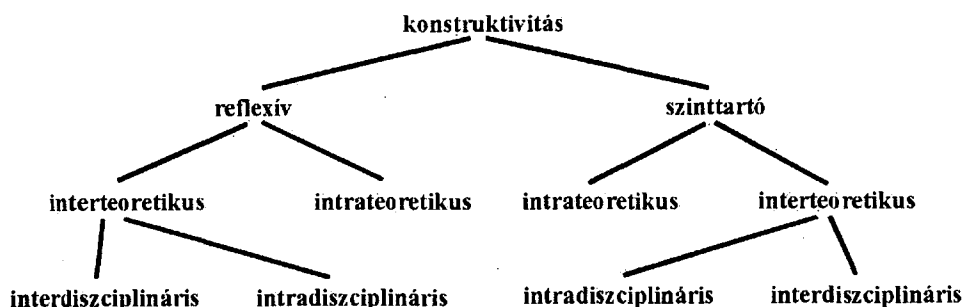 konstruktivitás
reflexív szinttartó
interteoretikus intrateoretikus intrateoretikus interteoretikus
interdiszciplináris intradiszciplináris intradiszciplináris interdiszciplináris